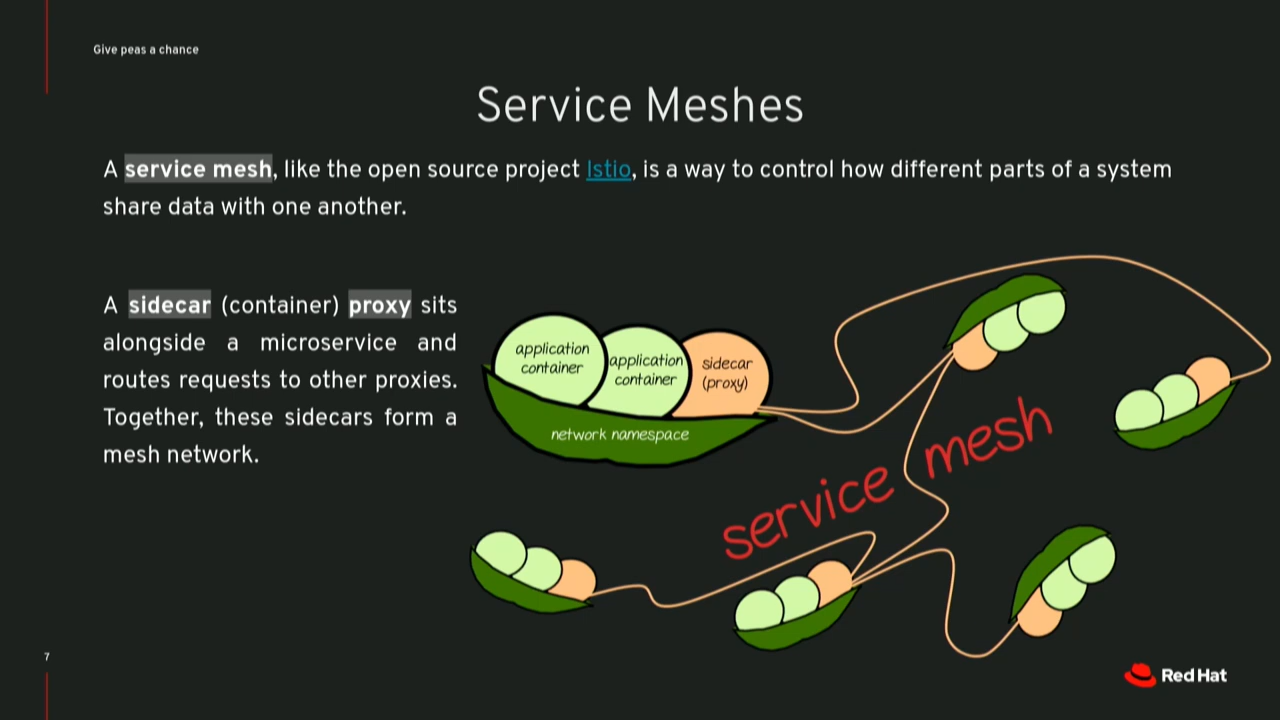 Give peas a chance
Service Meshes
A service mesh, like the open source project Istio, is a way to control how different parts of a system
share data with one another.
A sidecar (container) proxy sits
alongside a microservice and
routes requests to other proxies.
Together, these sidecars form a
mesh network.
application
container
application
container
sidecar
(proxy)
network namespace
service mesh
7
Red Hat